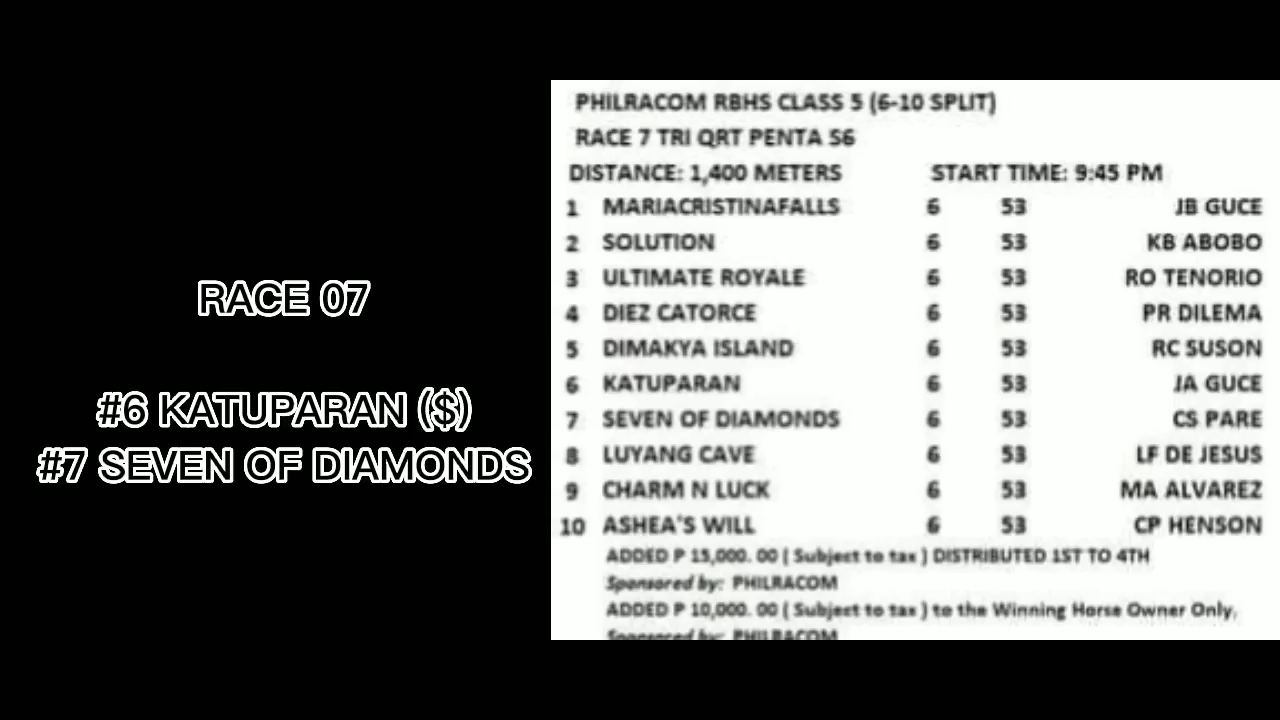 RACE 07
#6 KATUPARAN ($)
#7 SEVEN OF DIAMONDS
PHILRACOM RBHS CLASS 5 (6-10 SPLIT)
RACE 7 TRI QRT PENTA S6
DISTANCE: 1,400 METERS START TIME: 9:45 PM
1 MARIACRISTINAFALLS 6 53 JB GUCE
2 SOLUTION 6 53 KB ABOBO
3 ULTIMATE ROYALE 6 53 RO TENORIO
4 DIEZ CATORCE 6 53 PR DILEMA
5 DIMAKYA ISLAND 6 53 RC SUSON
6 KATUPARAN 6 53 JA GUCE
7 SEVEN OF DIAMONDS 6 53 CS PARE
8 LUYANG CAVE 6 53 LF DE JESUS
9 CHARM N LUCK 6 53 MA ALVAREZ
10 ASHEA'S WILL 6 53 CP HENSON
ADDED P 15,000. 00 ( Subject to tax ) DISTRIBUTED 1ST TO 4TH
Sponsored by: PHILRACOM
ADDED P 10,000. 00 ( Subject to tax ) to the Winning Horse Owner Only,
Sponsored by: PHILRACOM